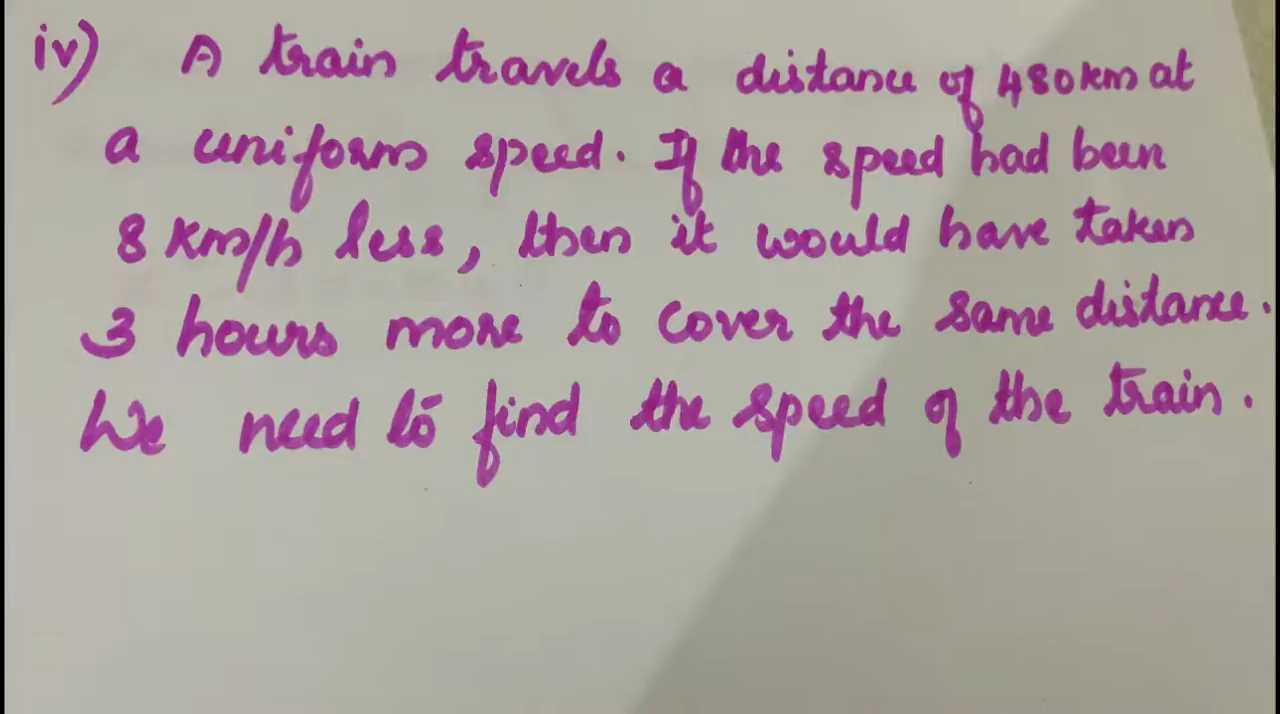 iv) A train travels a distance of 480 km at
a uniform speed. If the speed had been
8 km/h less, then it would have taken
3 hours more to cover the same distance.
We need to find the speed of the train.